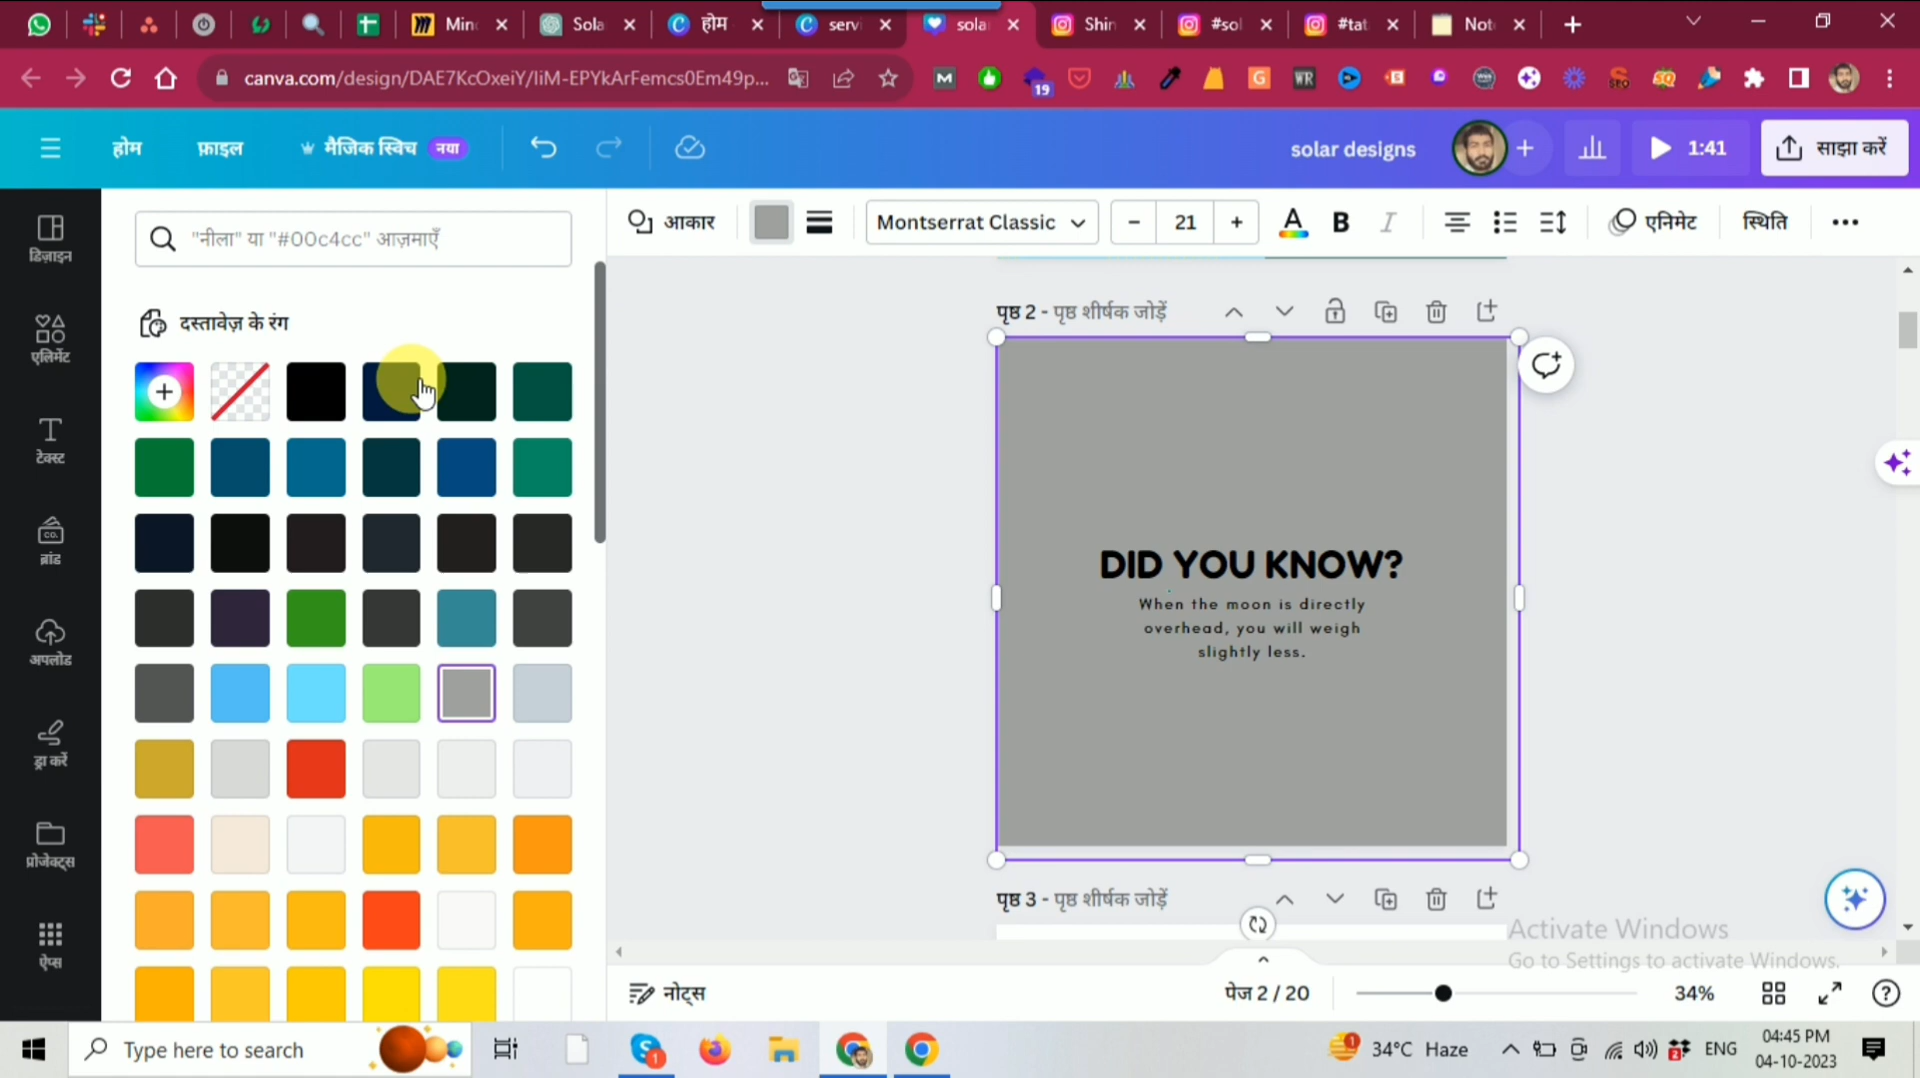 Min
Sola
होम
serv
sola
Shin
#sol
#tat
Not
canva.com/design/DAE7KcOxeiY/IiM-EPYkArFemcs0Em49p...
19
होम
फ़ाइल
मैजिक स्विच
नया
solar designs
1:41
साझा करें
डिज़ाइन
एलिमेंट
टेक्स्ट
ब्रांड
अपलोड
ड्रा करें
प्रोजेक्ट्स
ऐप्स
"नीला" या "#00c4cc" आज़माएँ
दस्तावेज़ के रंग
आकार
Montserrat Classic
21
एनिमेट
स्थिति
पृष्ठ 2 - पृष्ठ शीर्षक जोड़ें
DID YOU KNOW?
When the moon is directly
overhead, you will weigh
slightly less.
पृष्ठ 3 - पृष्ठ शीर्षक जोड़ें
Activate Windows
Go to Settings to activate Windows.
नोट्स
पेज 2 / 20
34%
Type here to search
34°C Haze
ENG
04:45 PM
04-10-2023